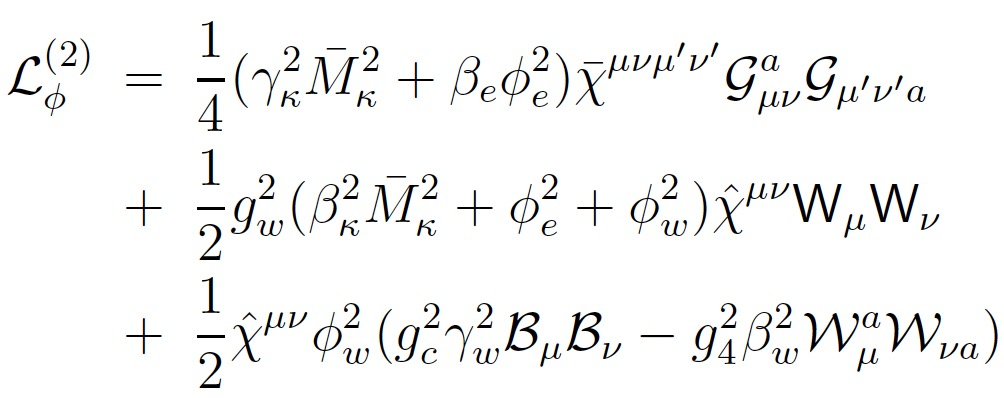 \mathcal{L}_{\phi}^{(2)} = \frac{1}{4}(\gamma_{\kappa}^{2}\bar{M}_{\kappa}^{2} + \beta_{e}\phi_{e}^{2})\bar{\chi}^{\mu\nu\mu'\nu'}\mathcal{G}_{\mu\nu}^{a}\mathcal{G}_{\mu'\nu'a}
+ \frac{1}{2}g_{w}^{2}(\beta_{\kappa}^{2}\bar{M}_{\kappa}^{2} + \phi_{e}^{2} + \phi_{w}^{2})\hat{\chi}^{\mu\nu}\mathsf{W}_{\mu}\mathsf{W}_{\nu}
+ \frac{1}{2}\hat{\chi}^{\mu\nu}\phi_{w}^{2}(g_{c}^{2}\gamma_{w}^{2}\mathcal{B}_{\mu}\mathcal{B}_{\nu} - g_{4}^{2}\beta_{w}^{2}\mathcal{W}_{\mu}^{a}\mathcal{W}_{\nu a})